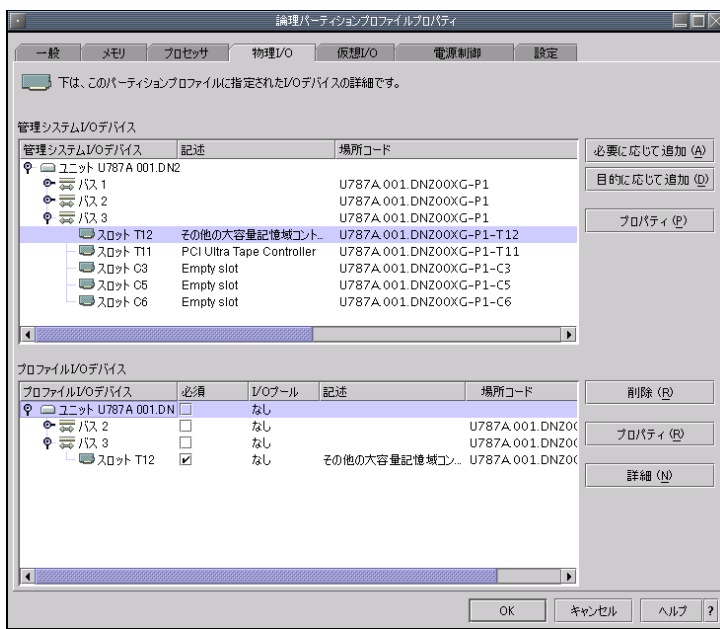 論理パーティションプロファイルプロパティ
一般 メモリ プロセッサ 物理I/O 仮想I/O 電源制御 設定
下は、このパーティションプロファイルに指定されたI/Oデバイスの詳細です。
管理システムI/Oデバイス
管理システムI/Oデバイス 記述 場所コード
ユニット U787A 001.DN2
バス 1 U787A.001.DNZ00XG-P1
バス 2 U787A.001.DNZ00XG-P1
バス 3 U787A.001.DNZ00XG-P1
スロット T12 その他の大容量記憶域コント... U787A.001.DNZ00XG-P1-T12
スロット T11 PCI Ultra Tape Controller U787A.001.DNZ00XG-P1-T11
スロット C3 Empty slot U787A.001.DNZ00XG-P1-C3
スロット C5 Empty slot U787A.001.DNZ00XG-P1-C5
スロット C6 Empty slot U787A.001.DNZ00XG-P1-C6
必要に応じて追加 (A)
目的に応じて追加 (D)
プロパティ (P)
プロファイルI/Oデバイス
プロファイルI/Oデバイス 必須 I/Oプール 記述 場所コード
ユニット U787A 001.DN なし
バス 2 なし U787A.001.DNZ0(
バス 3 なし U787A.001.DNZ0(
スロット T12 なし その他の大容量記憶域コン... U787A.001.DNZ0(
削除 (R)
プロパティ (R)
詳細 (N)
OK キャンセル ヘルプ ?